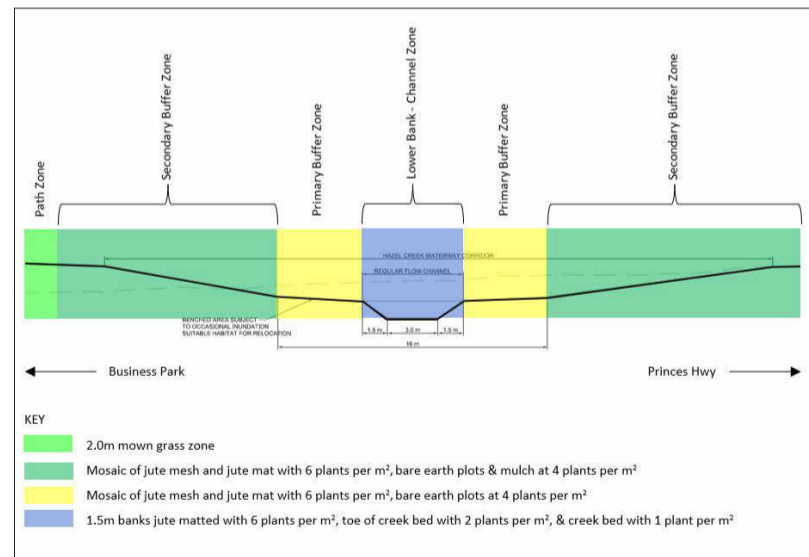 Path Zone
Secondary Buffer Zone
Primary Buffer Zone
Lower Bank - Channel Zone
Primary Buffer Zone
Secondary Buffer Zone
HAZEL CREEK WATERWAY CORRIDOR
REGULAR FLOW CHANNEL
BENCHED AREA SUBJECT
TO OCCASIONAL INUNDATION
SUITABLE HABITAT FOR RELOCATION
1.5 m
3.0 m
1.5 m
16 m
Business Park
Princes Hwy
KEY
2.0m mown grass zone
Mosaic of jute mesh and jute mat with 6 plants per m², bare earth plots & mulch at 4 plants per m²
Mosaic of jute mesh and jute mat with 6 plants per m², bare earth plots at 4 plants per m²
1.5m banks jute matted with 6 plants per m², toe of creek bed with 2 plants per m², & creek bed with 1 plant per m²